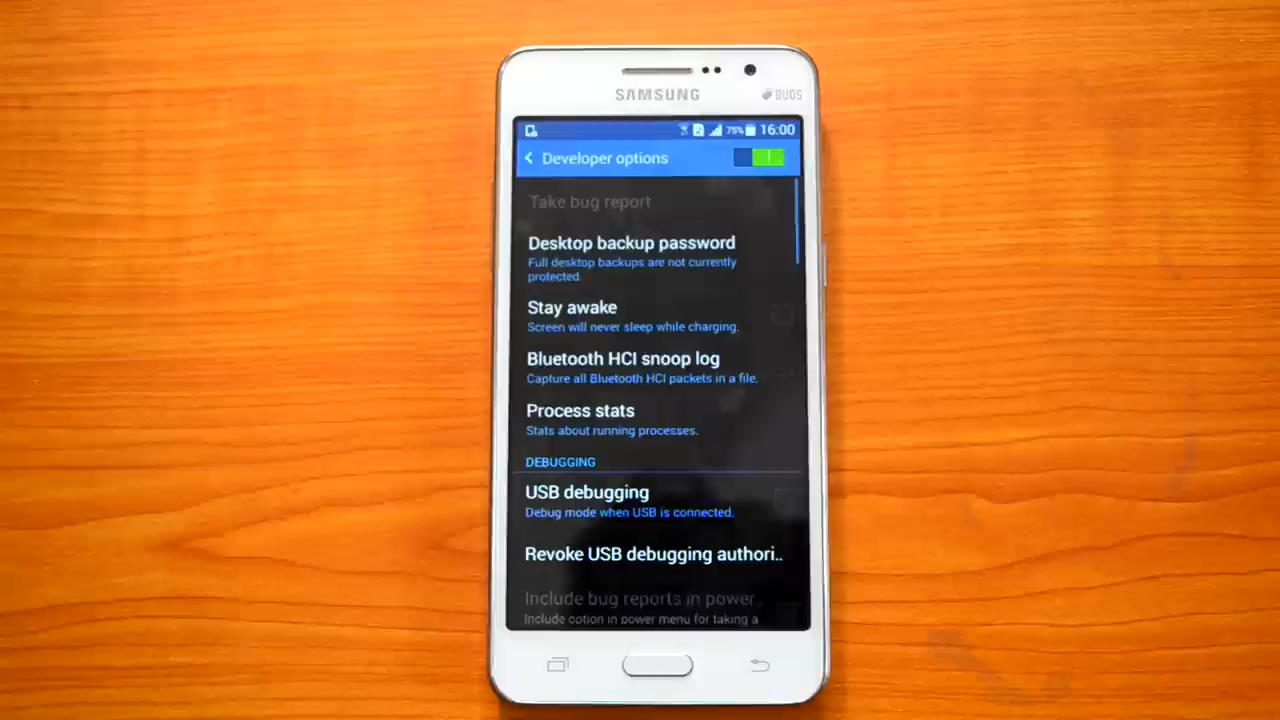 SAMSUNG
DUOS
2 75% 16:00
Developer options
Take bug report
Desktop backup password
Full desktop backups are not currently
protected.
Stay awake
Screen will never sleep while charging.
Bluetooth HCI snoop log
Capture all Bluetooth HCI packets in a file.
Process stats
Stats about running processes.
DEBUGGING
USB debugging
Debug mode when USB is connected.
Revoke USB debugging authori..
Include bug reports in power..
Include option in power menu for taking a